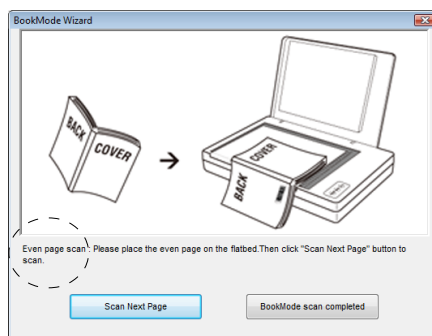 BookMode Wizard
BACK
COVER
COVER
BACK
Even page scan : Please place the even page on the flatbed.Then click "Scan Next Page" button to
scan.
Scan Next Page
BookMode scan completed